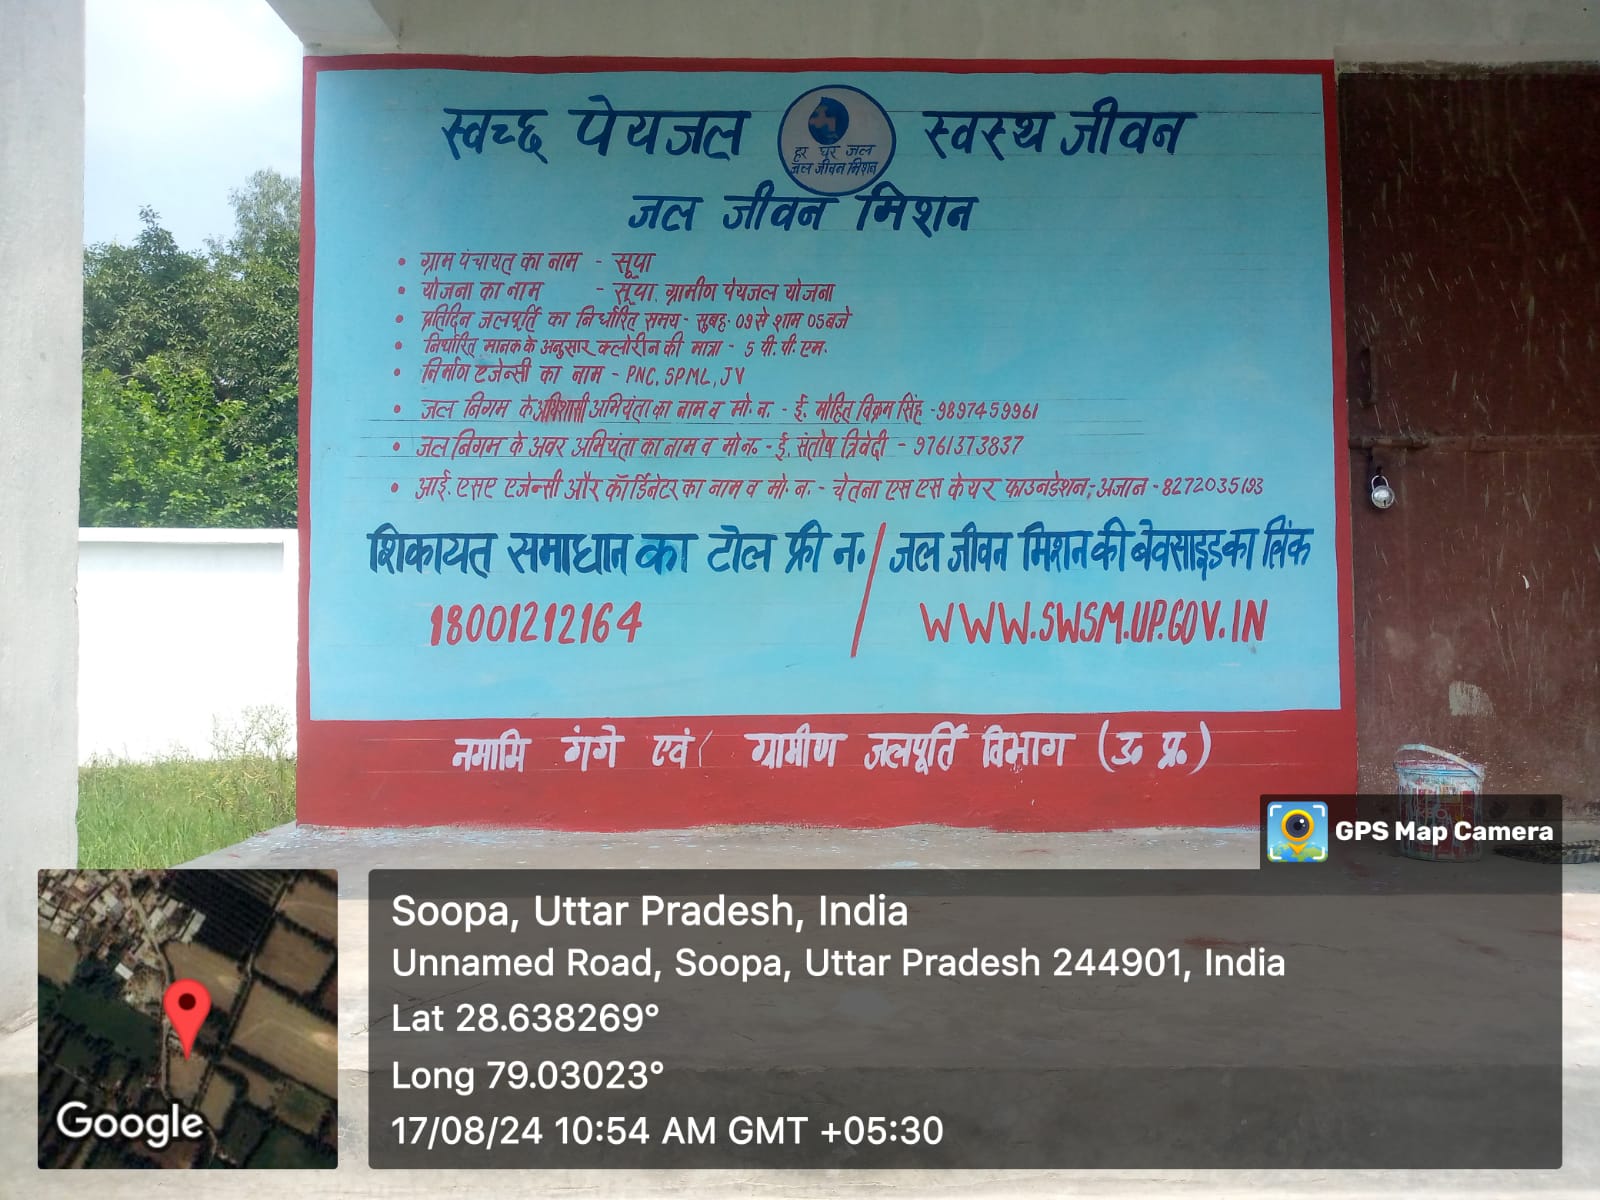 स्वच्छ पेयजल स्वस्थ जीवन
हर घर जल
जल जीवन मिशन
जल जीवन मिशन
• ग्राम पंचायत का नाम - सूपा
• योजना का नाम - सूपा ग्रामीण पेयजल योजना
• प्रतिदिन जलपूर्ति का निर्धारित समय - सुबह 09 से शाम 05 बजे
• निर्धारित मानक के अनुसार क्लोरीन की मात्रा - 5 पी. पी. एम.
• निर्माण एजेन्सी का नाम - PNC, SPML, JV
• जल निगम के अधिशासी अभियंता का नाम व मो. न. - ई. मोहित विक्रम सिंह - 9897459961
• जल निगम के अवर अभियंता का नाम व मो न. - ई. संतोष त्रिवेदी - 9761373837
• आई. एसए एजेन्सी और कॉर्डिनेटर का नाम व मो. न. - चेतना एस एस केयर फाउनडेशन, अजान - 8272035193
शिकायत समाधान का टोल फ्री न. / जल जीवन मिशन की बेवसाइड का लिंक
18001212164 / WWW.SWSM.UP.GOV.IN
नमामि गंगे एवं ग्रामीण जलपूर्ति विभाग (उ प्र.)
GPS Map Camera
Soopa, Uttar Pradesh, India
Unnamed Road, Soopa, Uttar Pradesh 244901, India
Lat 28.638269°
Long 79.03023°
17/08/24 10:54 AM GMT +05:30
Google